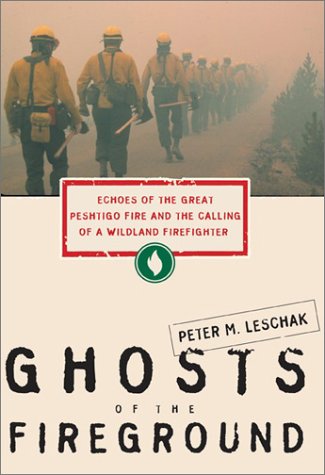 ECHOES OF THE GREAT
PESHTIGO FIRE AND THE CALLING
OF A WILDLAND FIREFIGHTER
PETER M. LESCHAK
GHOSTS
OF THE
FIREGROUND